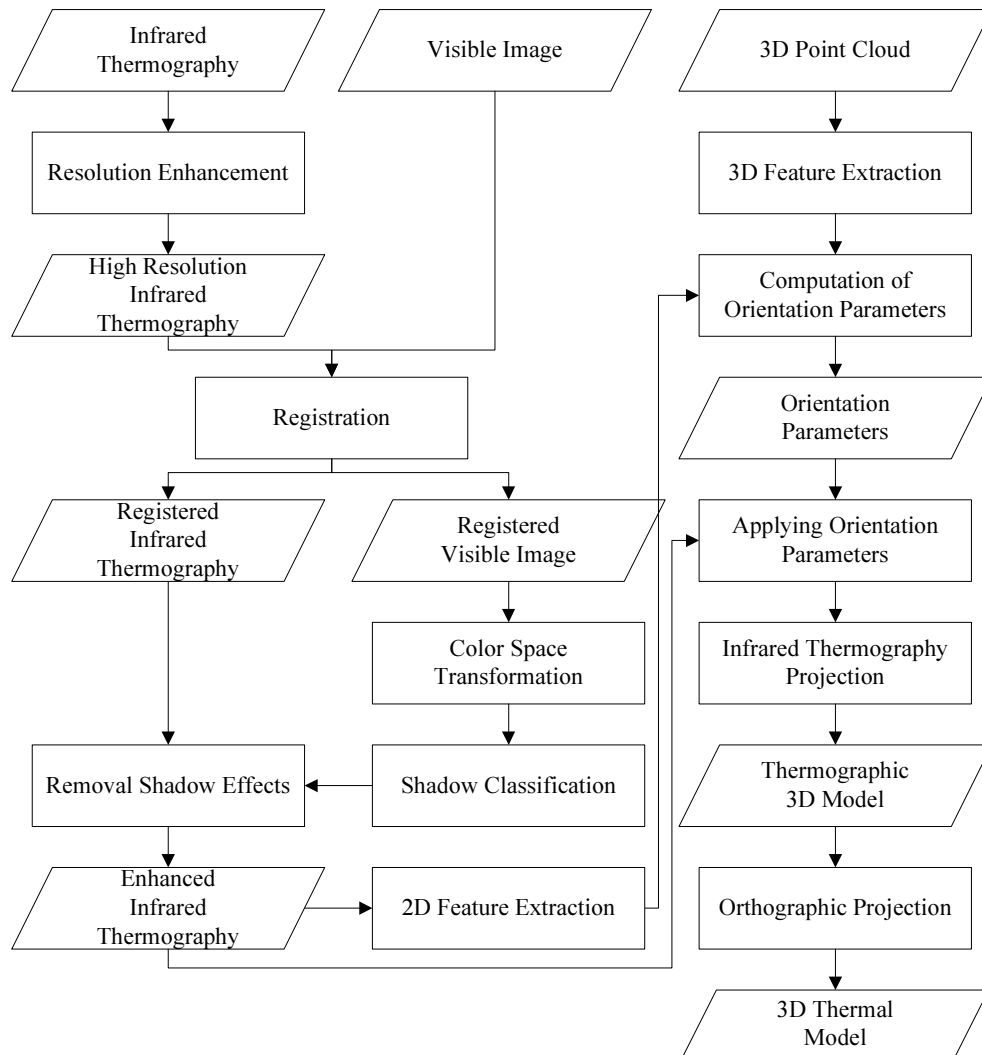 Infrared
Thermography
Visible Image
3D Point Cloud
Resolution Enhancement
3D Feature Extraction
High Resolution
Infrared
Thermography
Computation of
Orientation Parameters
Registration
Orientation
Parameters
Registered
Infrared
Thermography
Registered
Visible Image
Applying Orientation
Parameters
Color Space
Transformation
Infrared Thermography
Projection
Removal Shadow Effects
Shadow Classification
Thermographic
3D Model
Enhanced
Infrared
Thermography
2D Feature Extraction
Orthographic Projection
3D Thermal
Model